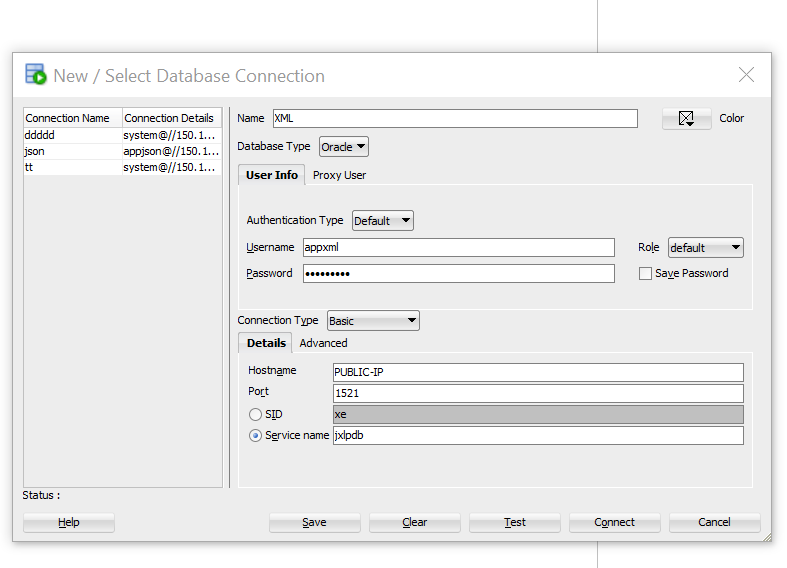 New / Select Database Connection
Connection Name Connection Details
ddddd system@//150.1...
json appjson@//150.1...
tt system@//150.1...
Name XML Color
Database Type Oracle
User Info Proxy User
Authentication Type Default
Username appxml Role default
Password ••••••••• Save Password
Connection Type Basic
Details Advanced
Hostname PUBLIC-IP
Port 1521
SID xe
Service name jxlpdb
Status :
Help Save Clear Test Connect Cancel